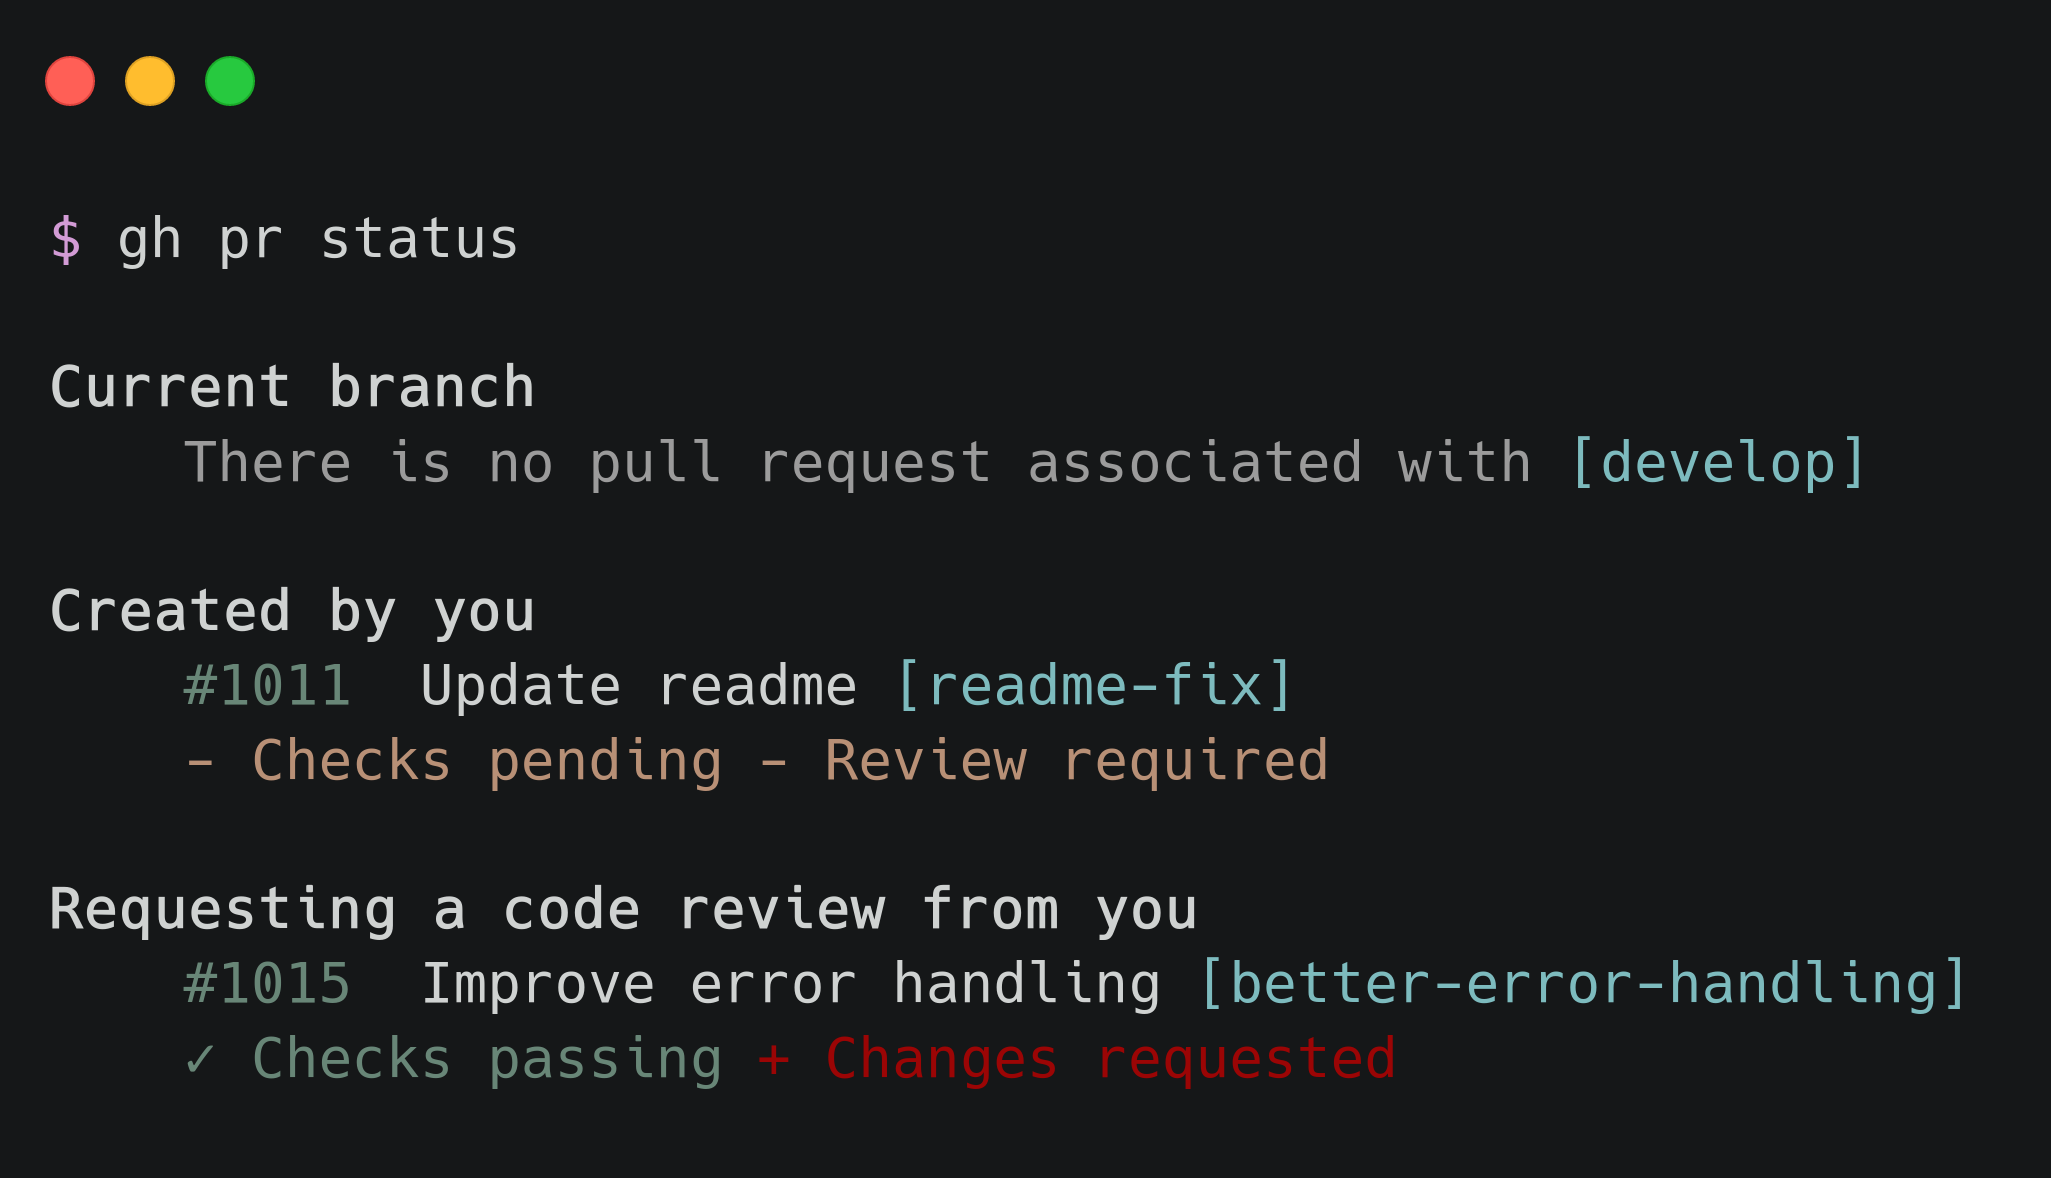 $ gh pr status
Current branch
There is no pull request associated with [develop]
Created by you
#1011  Update readme [readme-fix]
- Checks pending - Review required
Requesting a code review from you
#1015  Improve error handling [better-error-handling]
✓ Checks passing + Changes requested